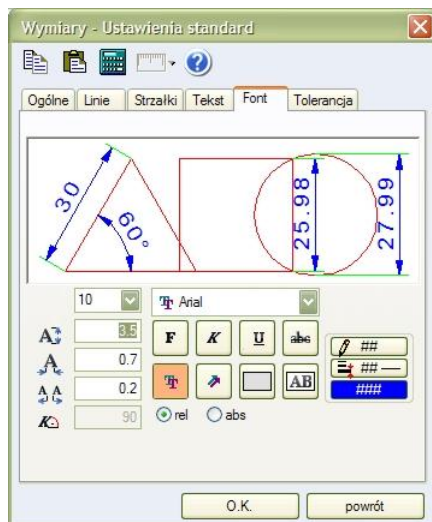 Wymiary - Ustawienia standard
Ogólne Linie Strzałki Tekst Font Tolerancja
30
60°
25.98
27.99
10 Arial
3.5 F K U abc
0.7
0.2 AB
90 rel abs
##
##
###
O.K. powrót